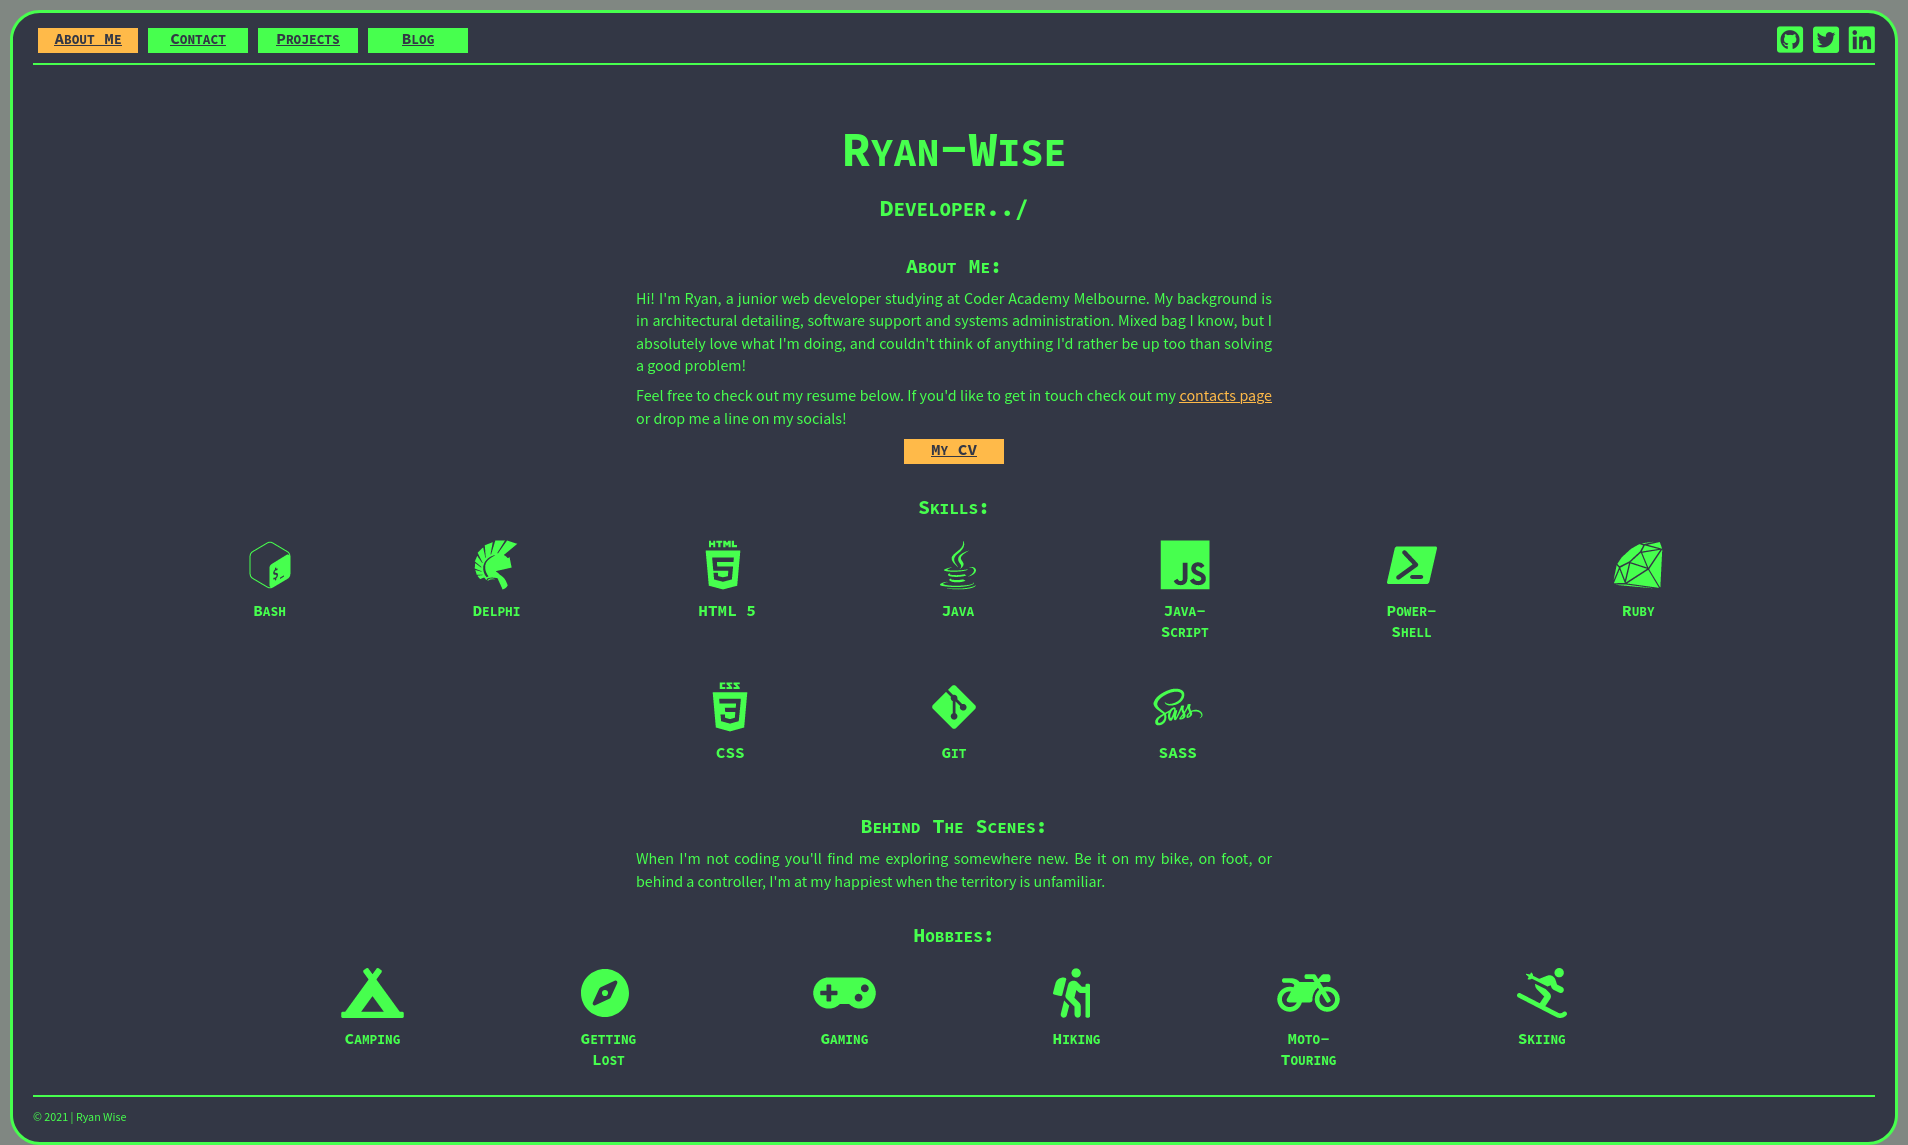 About Me Contact Projects Blog
Ryan-Wise
Developer../
About Me:
Hi! I'm Ryan, a junior web developer studying at Coder Academy Melbourne. My background is
in architectural detailing, software support and systems administration. Mixed bag I know, but I
absolutely love what I'm doing, and couldn't think of anything I'd rather be up too than solving
a good problem!
Feel free to check out my resume below. If you'd like to get in touch check out my contacts page
or drop me a line on my socials!
My CV
Skills:
HTML
5
JS
Bash Delphi HTML 5 Java Java-
Script Power-
Shell Ruby
CSS
3
Sass
CSS Git SASS
Behind The Scenes:
When I'm not coding you'll find me exploring somewhere new. Be it on my bike, on foot, or
behind a controller, I'm at my happiest when the territory is unfamiliar.
Hobbies:
Camping Getting
Lost Gaming Hiking Moto-
Touring Skiing
© 2021 | Ryan Wise